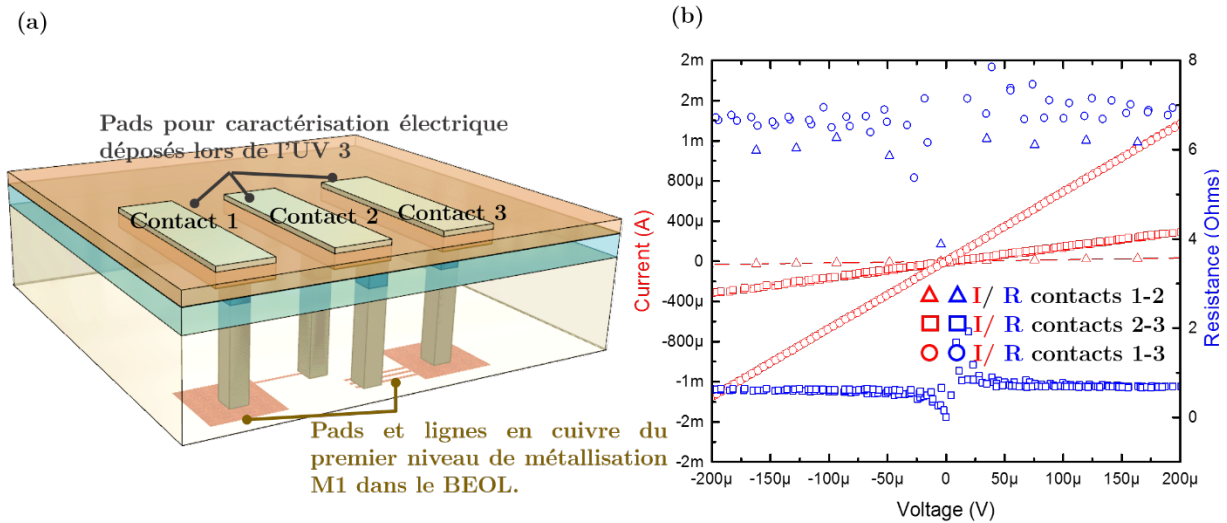 (a)
Pads pour caractérisation électrique
déposés lors de l'UV 3
Contact 1
Contact 2
Contact 3
Pads et lignes en cuivre du
premier niveau de métallisation
M1 dans le BEOL.
(b)
Current (A)
2m
2m
1m
800µ
400µ
0
-400µ
-800µ
-1m
-2m
-2m
-200µ -150µ -100µ -50µ 0 50µ 100µ 150µ 200µ
Voltage (V)
8
6
4
2
0
Resistance (Ohms)
I/ R contacts 1-2
I/ R contacts 2-3
I/ R contacts 1-3